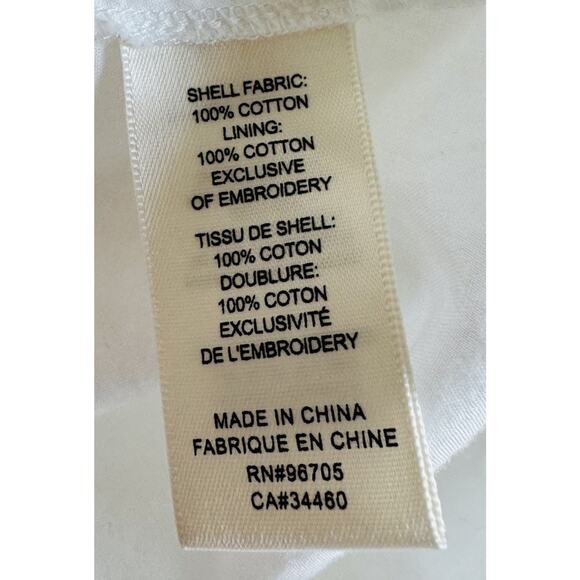 SHELL FABRIC:
100% COTTON
LINING:
100% COTTON
EXCLUSIVE
OF EMBROIDERY
TISSU DE SHELL:
100% COTON
DOUBLURE:
100% COTON
EXCLUSIVITÉ
DE L'EMBROIDERY
MADE IN CHINA
FABRIQUE EN CHINE
RN#96705
CA#34460